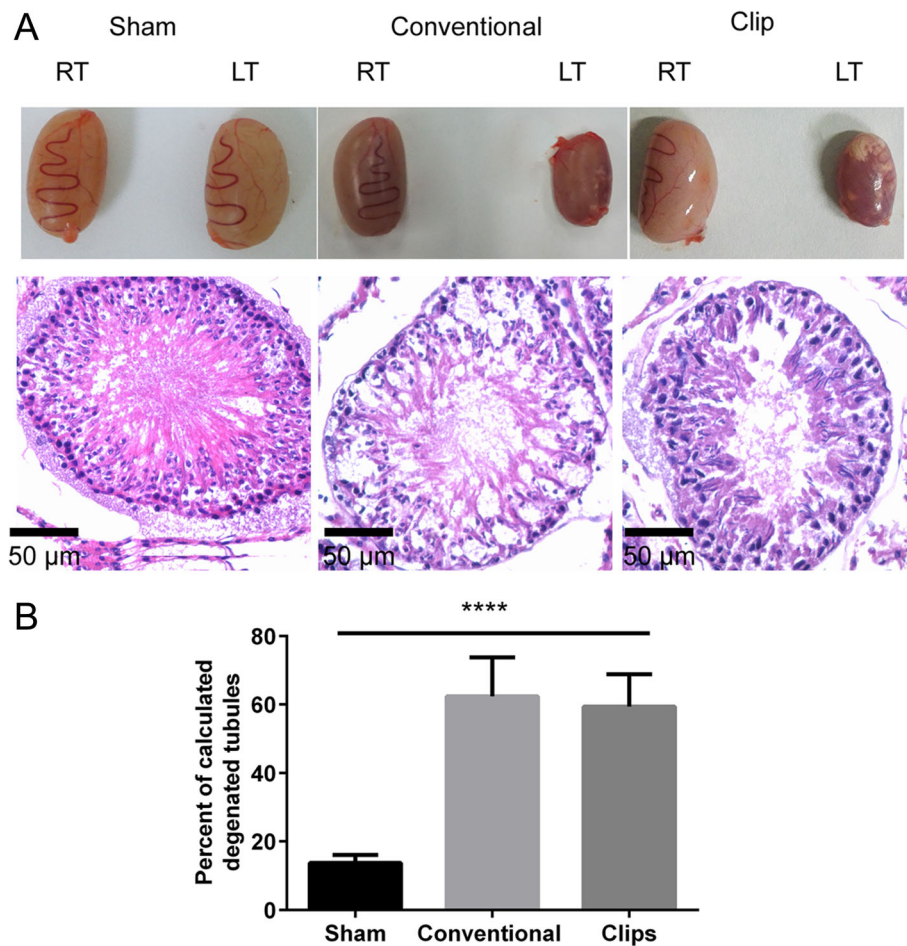 A
Sham
Conventional
Clip
RT
LT
RT
LT
RT
LT
50 µm
50 µm
50 µm
B
****
Percent of calculated
degenated tubules
80
60
40
20
0
Sham
Conventional
Clips